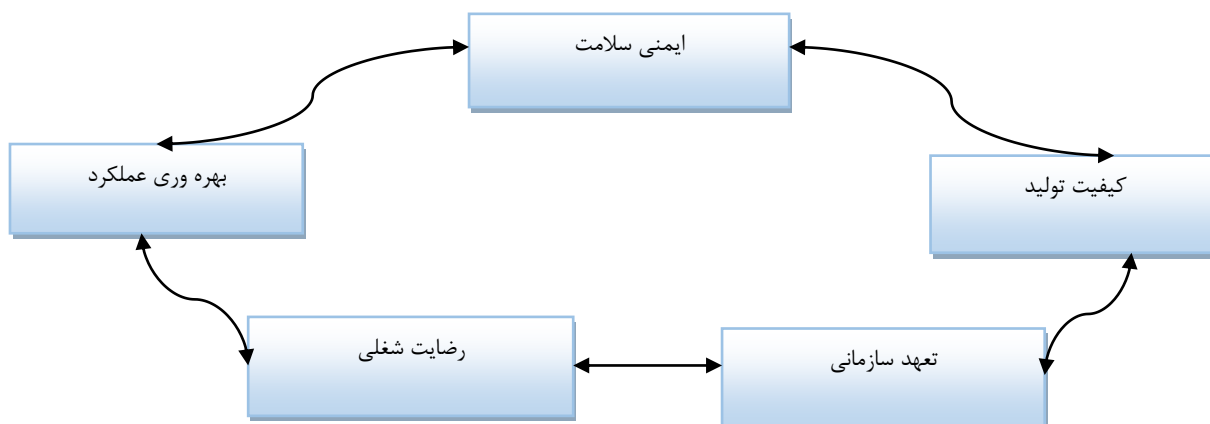 ایمنی سلامت
بهره وری عملکرد
کیفیت تولید
رضایت شغلی
تعهد سازمانی